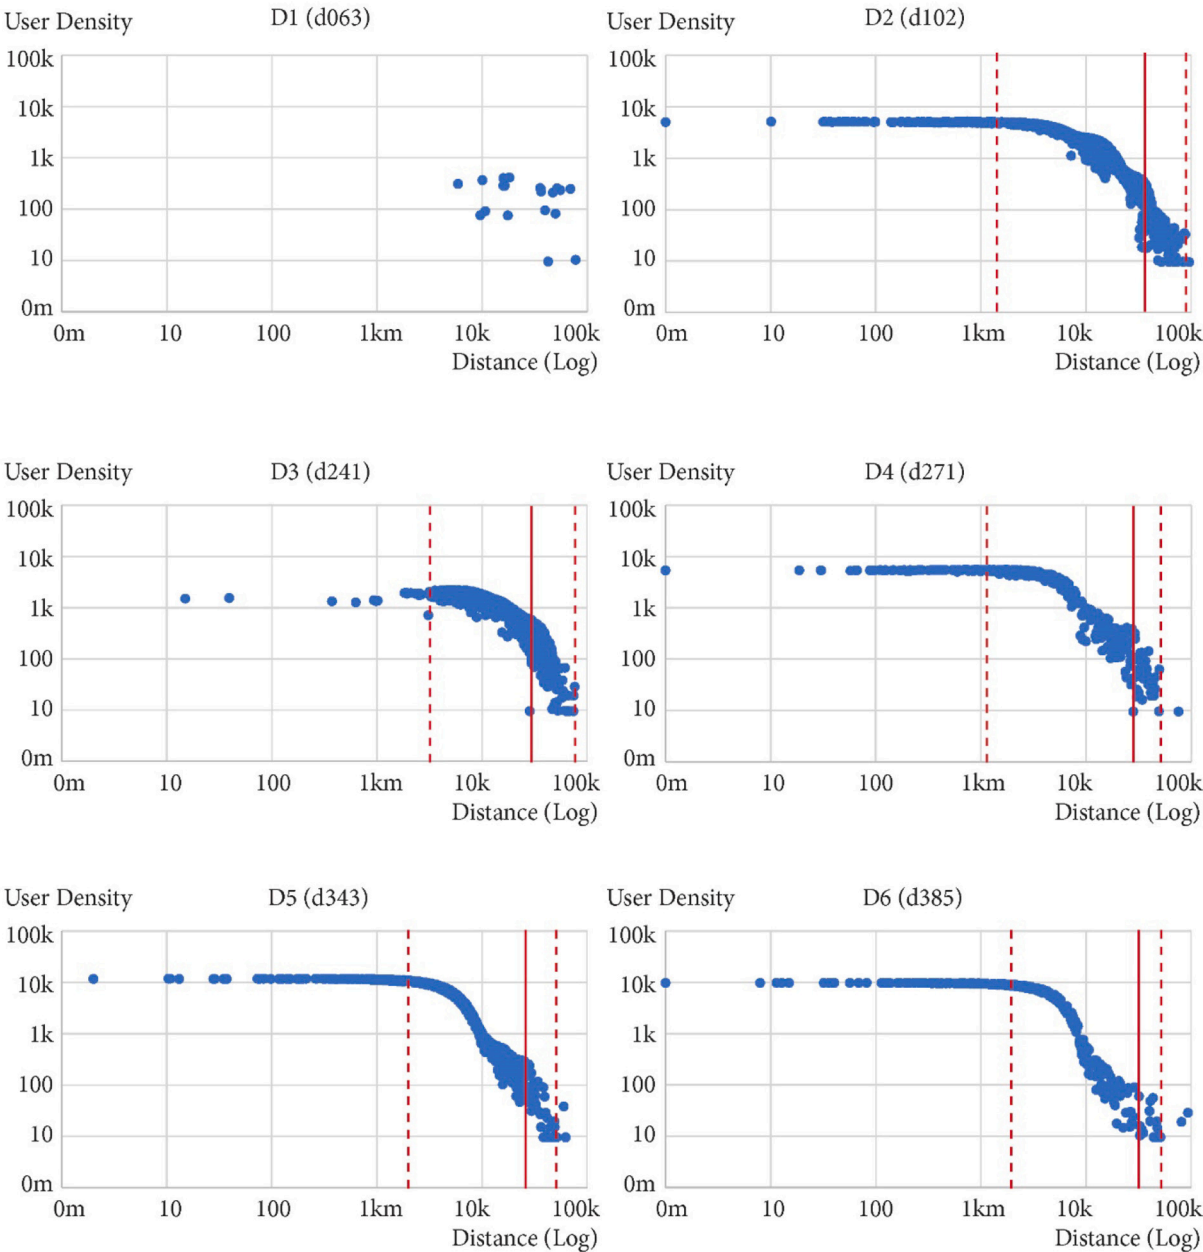 User Density D1 (d063)
100k
10k
1k
100
10
0m
0m 10 100 1km 10k 100k
Distance (Log)
User Density D2 (d102)
100k
10k
1k
100
10
0m
0m 10 100 1km 10k 100k
Distance (Log)
User Density D3 (d241)
100k
10k
1k
100
10
0m
0m 10 100 1km 10k 100k
Distance (Log)
User Density D4 (d271)
100k
10k
1k
100
10
0m
0m 10 100 1km 10k 100k
Distance (Log)
User Density D5 (d343)
100k
10k
1k
100
10
0m
0m 10 100 1km 10k 100k
Distance (Log)
User Density D6 (d385)
100k
10k
1k
100
10
0m
0m 10 100 1km 10k 100k
Distance (Log)